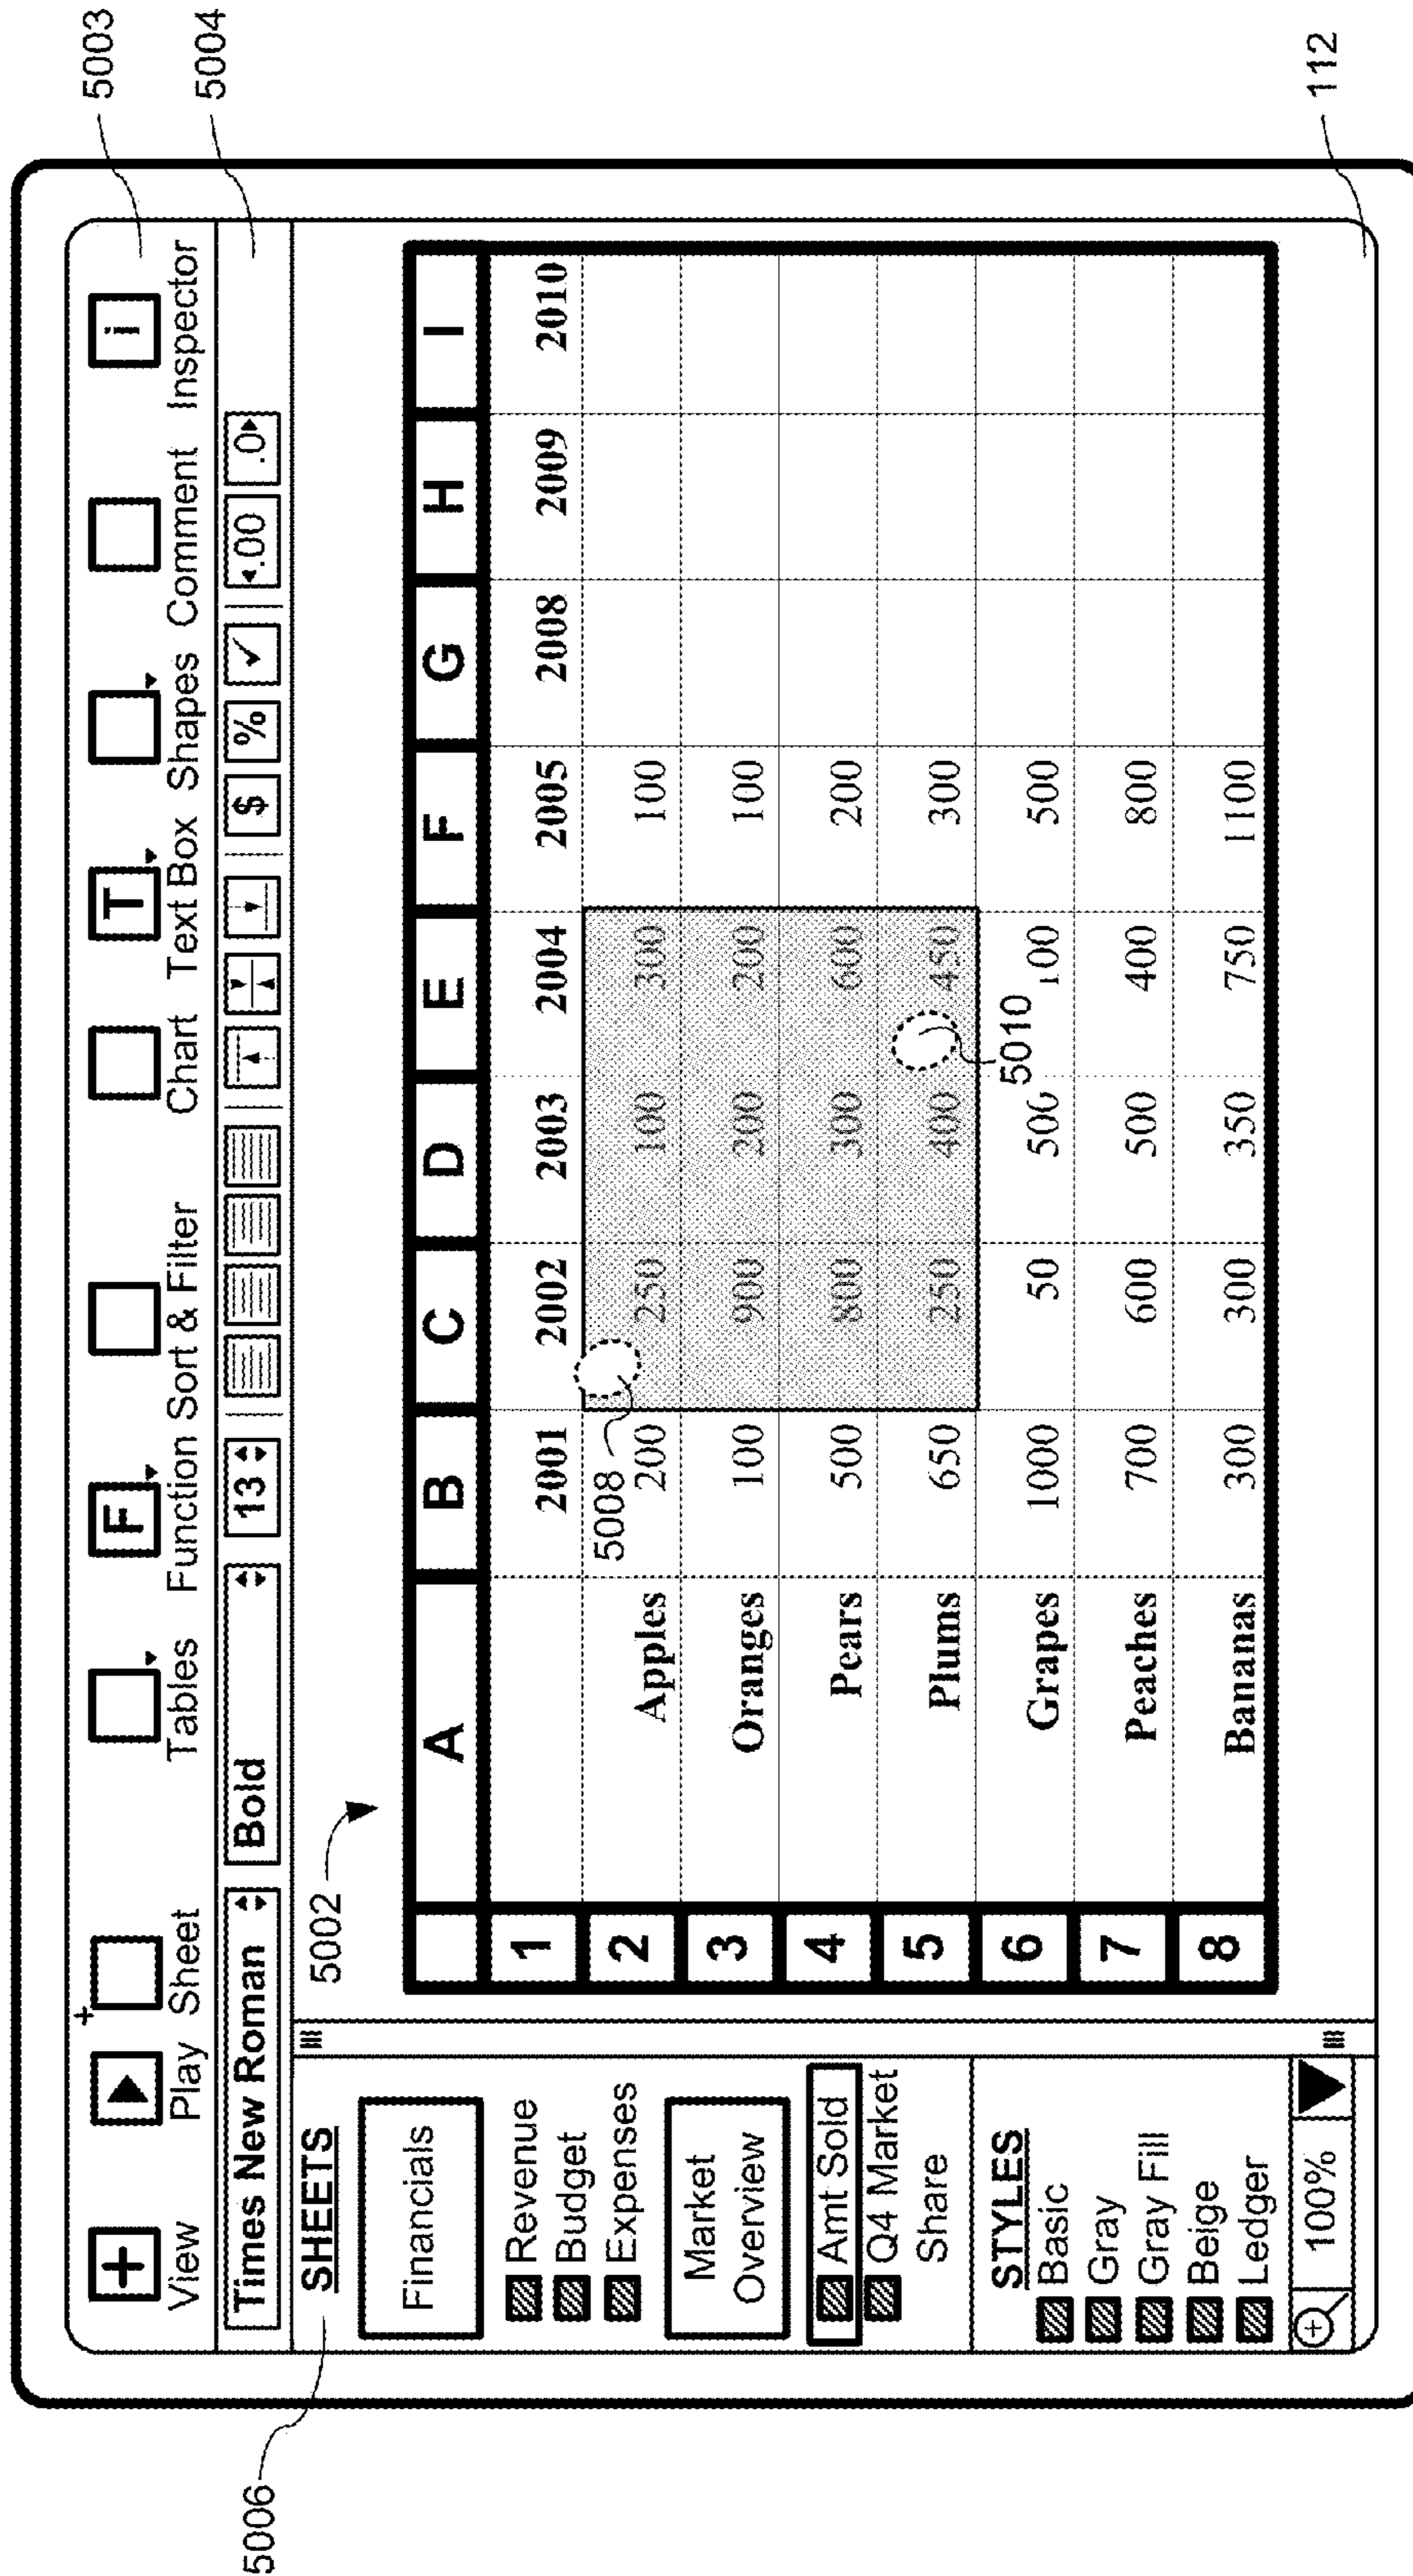 5003
5004
View Play Sheet Tables Function Sort & Filter Chart Text Box Shapes Comment Inspector
+ F T i
Times New Roman Bold 13 $ % ✓ .00 .0
5006
SHEETS
Financials
Revenue
Budget
Expenses
Market
Overview
Amt Sold
Q4 Market
Share
STYLES
Basic
Gray
Gray Fill
Beige
Ledger
100%
5002
A B C D E F G H I
1 2001 2002 2003 2004 2005 2008 2009 2010
2 Apples 200 250 100 300 100
3 Oranges 100 900 200 200 100
4 Pears 500 800 300 600 200
5 Plums 650 250 400 450 300
6 Grapes 1000 50 500 100 500
7 Peaches 700 600 500 400 800
8 Bananas 300 300 350 750 1100
5008
5010
112